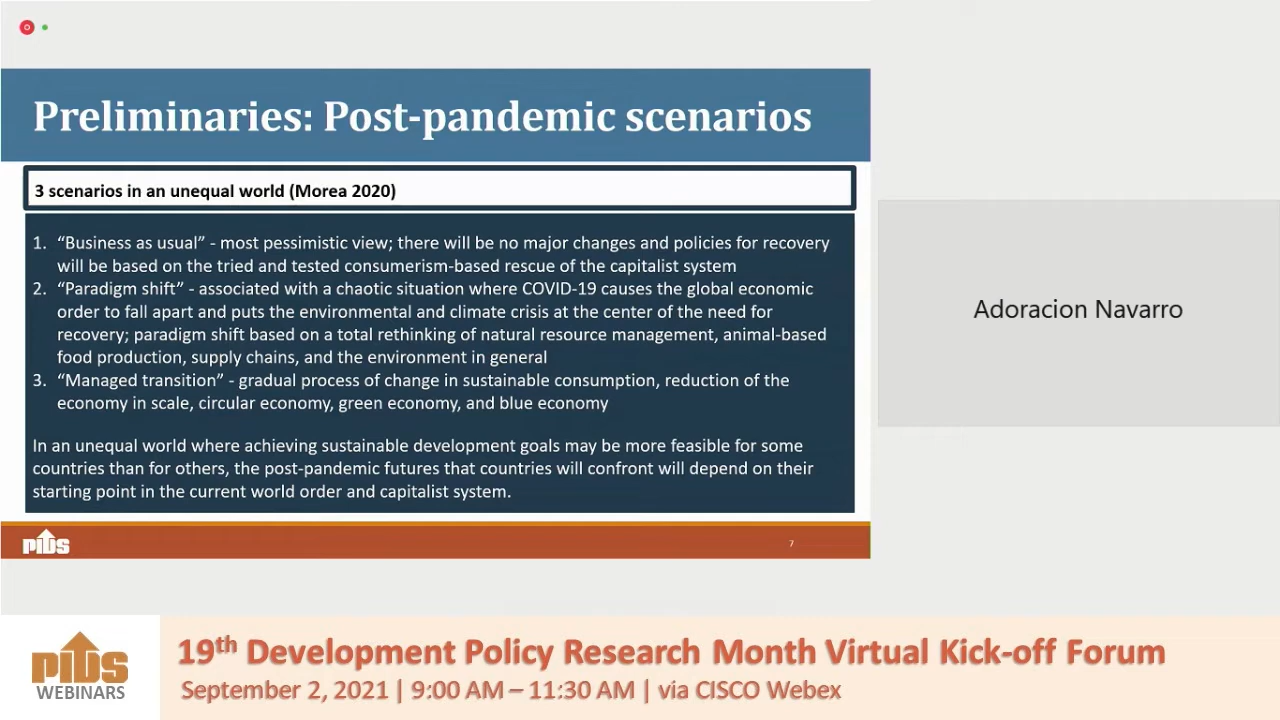 Preliminaries: Post-pandemic scenarios
3 scenarios in an unequal world (Morea 2020)
1. “Business as usual” - most pessimistic view; there will be no major changes and policies for recovery
will be based on the tried and tested consumerism-based rescue of the capitalist system
2. “Paradigm shift” - associated with a chaotic situation where COVID-19 causes the global economic
order to fall apart and puts the environmental and climate crisis at the center of the need for
recovery; paradigm shift based on a total rethinking of natural resource management, animal-based
food production, supply chains, and the environment in general
3. “Managed transition” - gradual process of change in sustainable consumption, reduction of the
economy in scale, circular economy, green economy, and blue economy
In an unequal world where achieving sustainable development goals may be more feasible for some
countries than for others, the post-pandemic futures that countries will confront will depend on their
starting point in the current world order and capitalist system.
PIDS
7
Adoracion Navarro
PIDS
WEBINARS
19th Development Policy Research Month Virtual Kick-off Forum
September 2, 2021 | 9:00 AM – 11:30 AM | via CISCO Webex